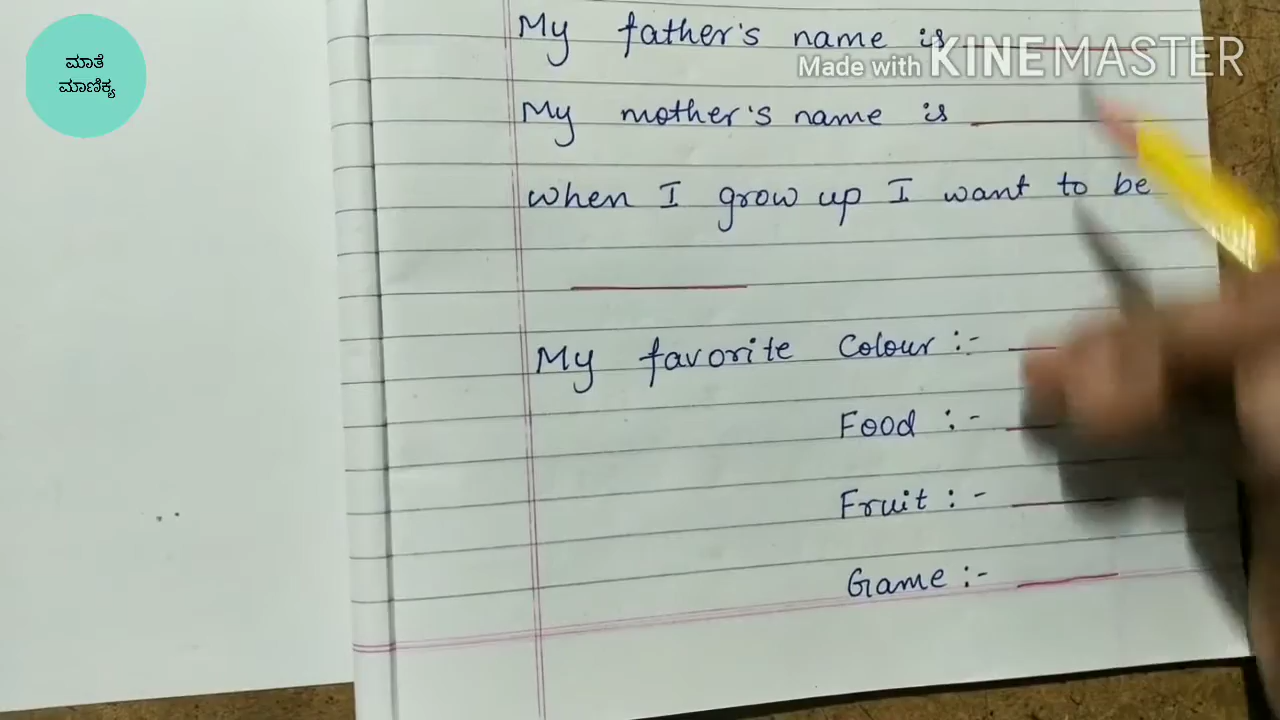 ಮಾತೆ
ಮಾಣಿಕ್ಯ
My father's name is
Made with KINEMASTER
My mother's name is
when I grow up I want to be
My favorite Colour :-
Food :-
Fruit :-
Game :-